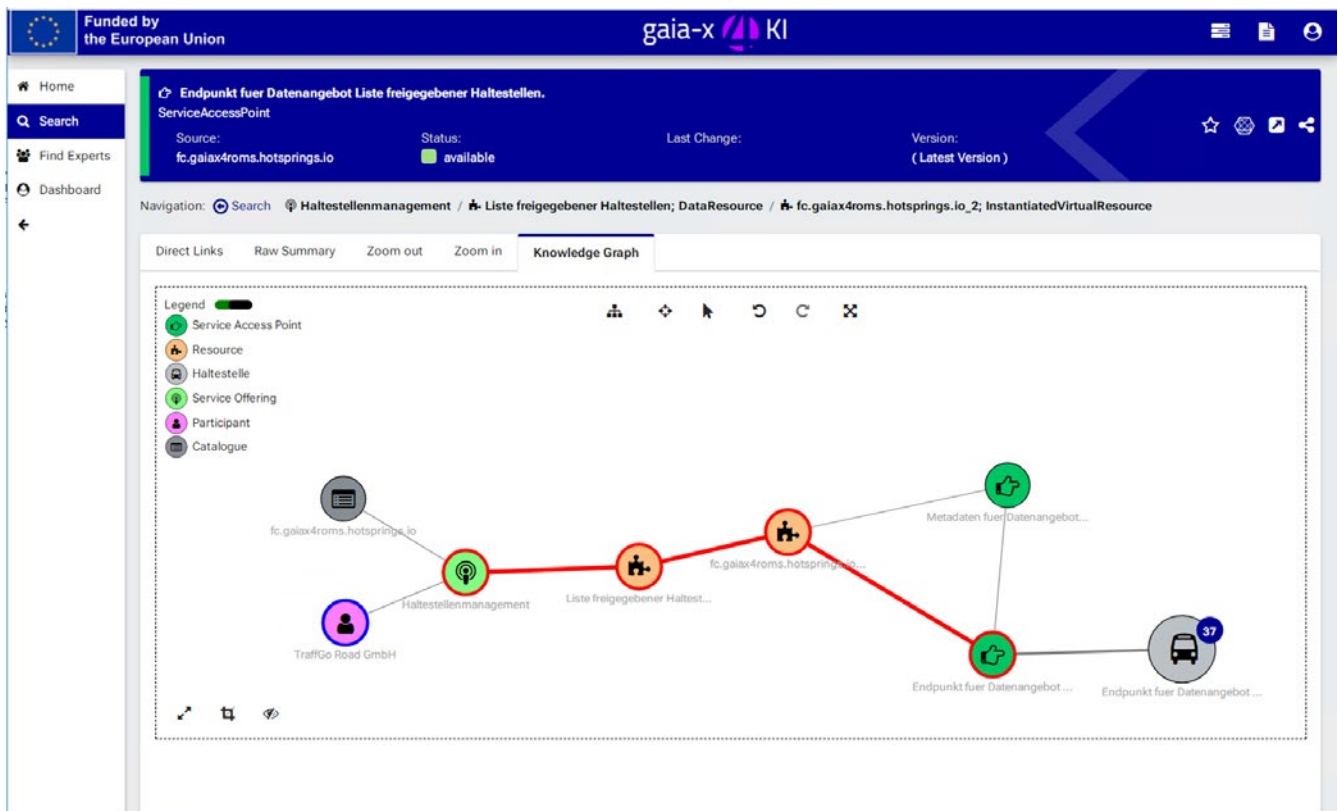 Funded by
the European Union
gaia-x 4 KI
Home
Search
Find Experts
Dashboard
Endpunkt fuer Datenangebot Liste freigegebener Haltestellen.
ServiceAccessPoint
Source: Status: Last Change: Version:
fc.gaiax4roms.hotsprings.io available ( Latest Version )
Navigation: Search Haltestellenmanagement / Liste freigegebener Haltestellen; DataResource / fc.gaiax4roms.hotsprings.io_2; InstantiatedVirtualResource
Direct Links Raw Summary Zoom out Zoom in Knowledge Graph
Legend
Service Access Point
Resource
Haltestelle
Service Offering
Participant
Catalogue
fc.gaiax4roms.hotsprings.io
Haltestellenmanagement
TraffGo Road GmbH
Liste freigegebener Haltest...
fc.gaiax4roms.hotsprings.io...
Metadaten fuer Datenangebot...
Endpunkt fuer Datenangebot ...
37
Endpunkt fuer Datenangebot ...